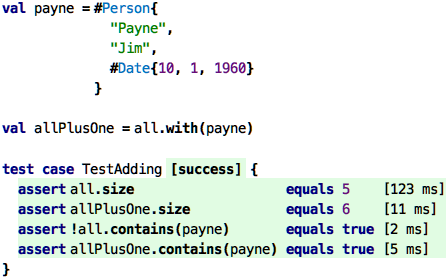 val payne = #Person{
"Payne",
"Jim",
#Date{10, 1, 1960}
}
val allPlusOne = all.with(payne)
test case TestAdding [success] {
assert all.size equals 5 [123 ms]
assert allPlusOne.size equals 6 [11 ms]
assert !all.contains(payne) equals true [2 ms]
assert allPlusOne.contains(payne) equals true [5 ms]
}